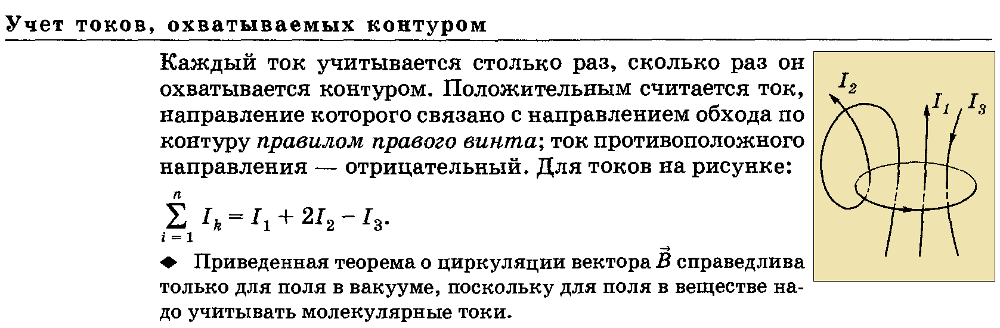 Учет токов, охватываемых контуром
Каждый ток учитывается столько раз, сколько раз он
охватывается контуром. Положительным считается ток,
направление которого связано с направлением обхода по
контуру правилом правого винта; ток противоположного
направления — отрицательный. Для токов на рисунке:
n
∑ I_k = I_1 + 2I_2 − I_3.
i = 1
◆ Приведенная теорема о циркуляции вектора B⃗ справедлива
только для поля в вакууме, поскольку для поля в веществе на-
до учитывать молекулярные токи.
I_2
I_1 I_3